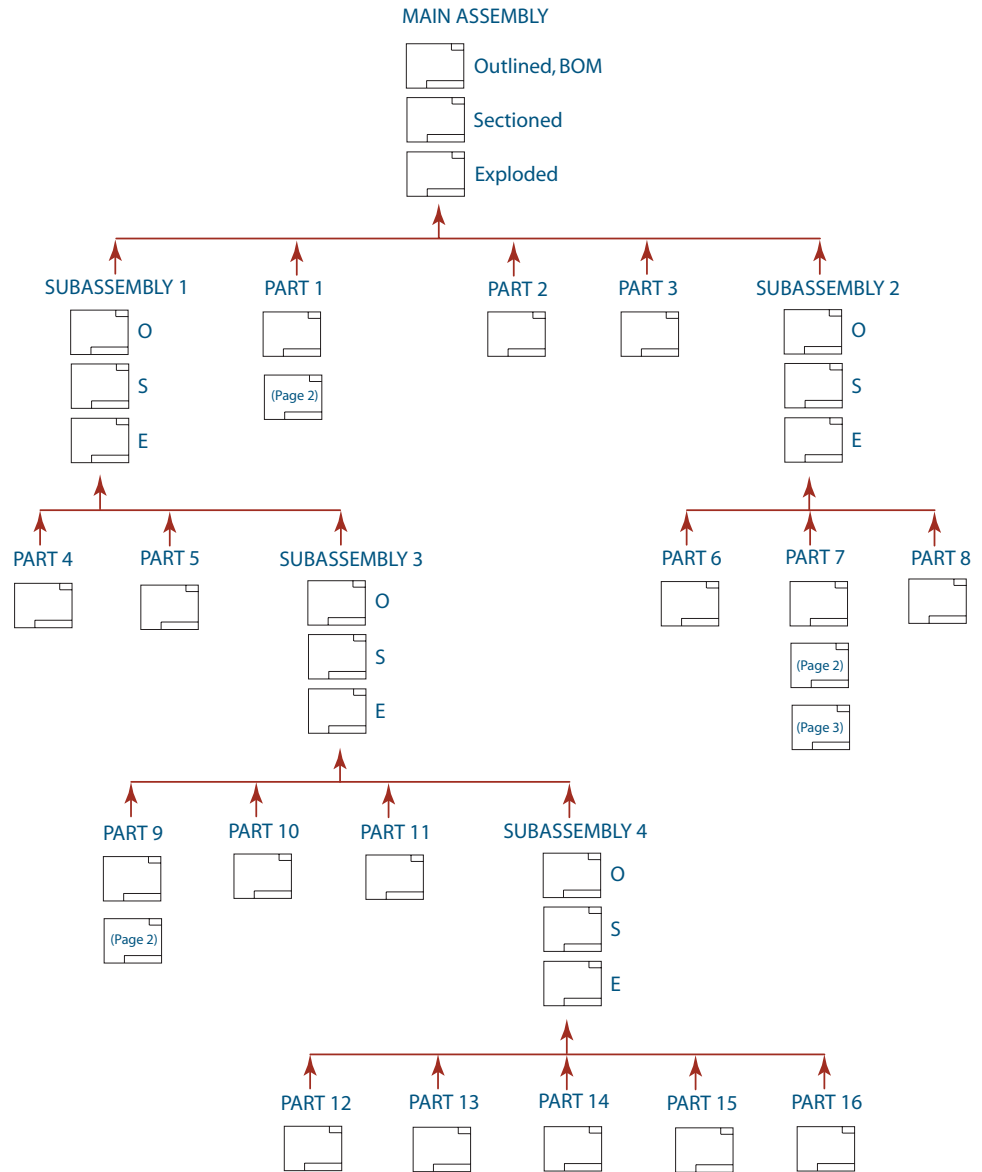 MAIN ASSEMBLY
Outlined, BOM
Sectioned
Exploded
SUBASSEMBLY 1
PART 1
PART 2
PART 3
SUBASSEMBLY 2
O
S
E
(Page 2)
O
S
E
PART 4
PART 5
SUBASSEMBLY 3
PART 6
PART 7
PART 8
O
S
E
(Page 2)
(Page 3)
PART 9
PART 10
PART 11
SUBASSEMBLY 4
(Page 2)
O
S
E
PART 12
PART 13
PART 14
PART 15
PART 16